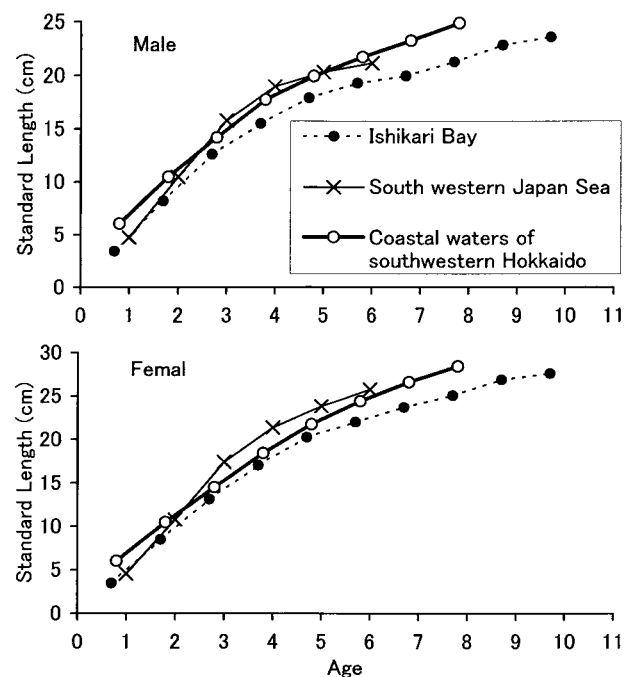 25
20
15
10
5
0
Standard Length (cm)
Male
Ishikari Bay
South western Japan Sea
Coastal waters of
southwestern Hokkaido
0 1 2 3 4 5 6 7 8 9 10 11
30
25
20
15
10
5
0
Standard Length (cm)
Femal
0 1 2 3 4 5 6 7 8 9 10 11
Age